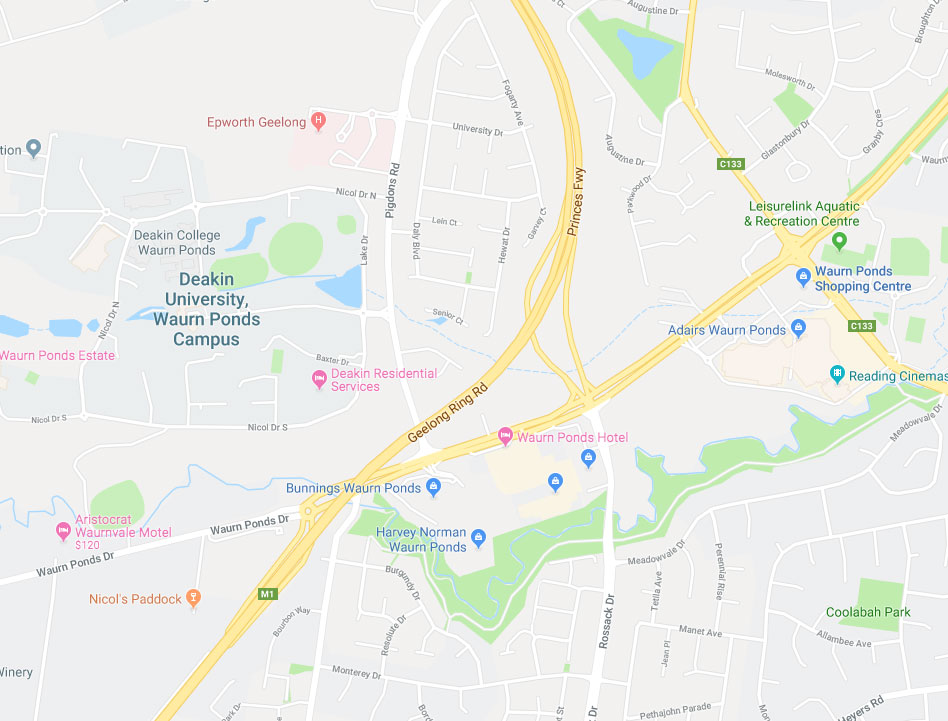 Augustine Dr
Broughton Dr
Molesworth Dr
Fogarty Ave
Epworth Geelong
H
University Dr
Granby Cres
Glastonbury Dr
Augustine Dr
C133
Pigdons Rd
Nicol Dr N
Parkwood Dr
Princes Fwy
Leisurelink Aquatic
& Recreation Centre
Lein Ct
Garvey Ct
Deakin College
Waurn Ponds
Lake Dr
Daly Blvd
Hewat Dr
Deakin
University,
Waurn Ponds
Campus
Waurn Ponds
Shopping Centre
Nicol Dr N
Senior Ct
Adairs Waurn Ponds
C133
Waurn Ponds Estate
Baxter Dr
Deakin Residential
Services
Reading Cinemas
Geelong Ring Rd
Nicol Dr S
Nicol Dr S
Meadowvale Dr
Waurn Ponds Hotel
Bunnings Waurn Ponds
Aristocrat
Waurnvale Motel
$120
Waurn Ponds Dr
Harvey Norman
Waurn Ponds
Waurn Ponds Dr
Meadowvale Dr
Perennial Rise
Burgundy Dr
Tetlia Ave
M1
Nicol's Paddock
Coolabah Park
Bourbon Way
Resolute Dr
Rossack Dr
Manet Ave
Allambee Ave
Jean Pl
Monterey Dr
Pethajohn Parade